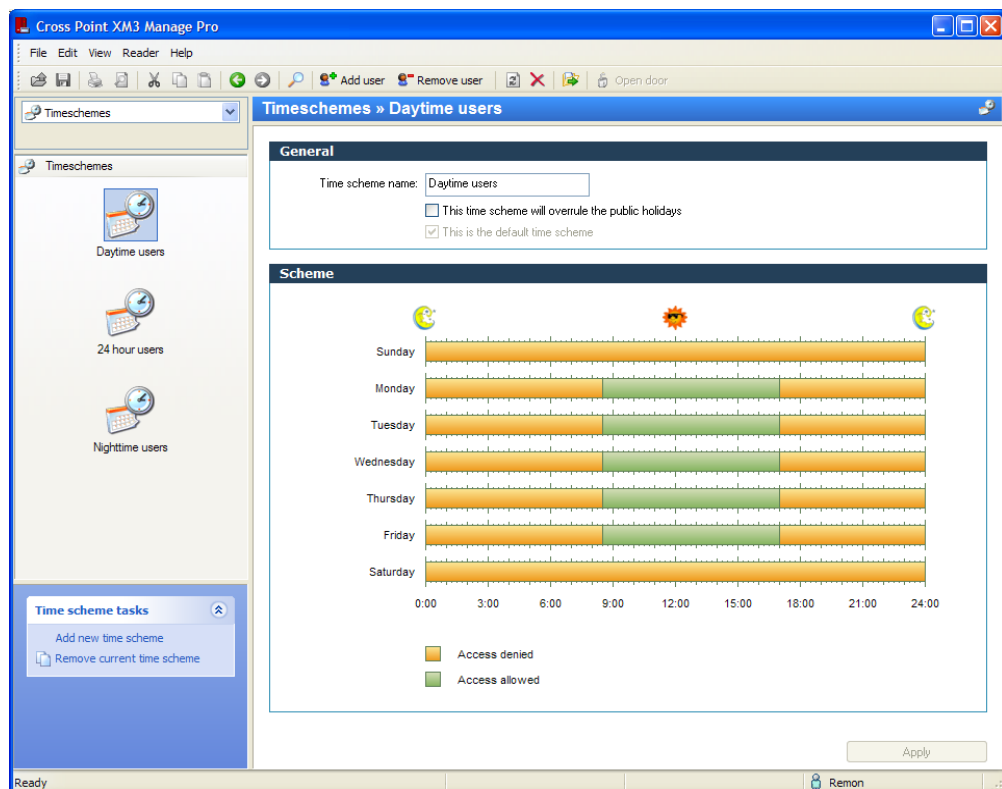 Cross Point XM3 Manage Pro
File Edit View Reader Help
Add user Remove user Open door
Timeschemes
Timeschemes » Daytime users
Timeschemes
Daytime users
24 hour users
Nighttime users
Time scheme tasks
Add new time scheme
Remove current time scheme
General
Time scheme name: Daytime users
This time scheme will overrule the public holidays
This is the default time scheme
Scheme
Sunday
Monday
Tuesday
Wednesday
Thursday
Friday
Saturday
0:00 3:00 6:00 9:00 12:00 15:00 18:00 21:00 24:00
Access denied
Access allowed
Apply
Ready Remon